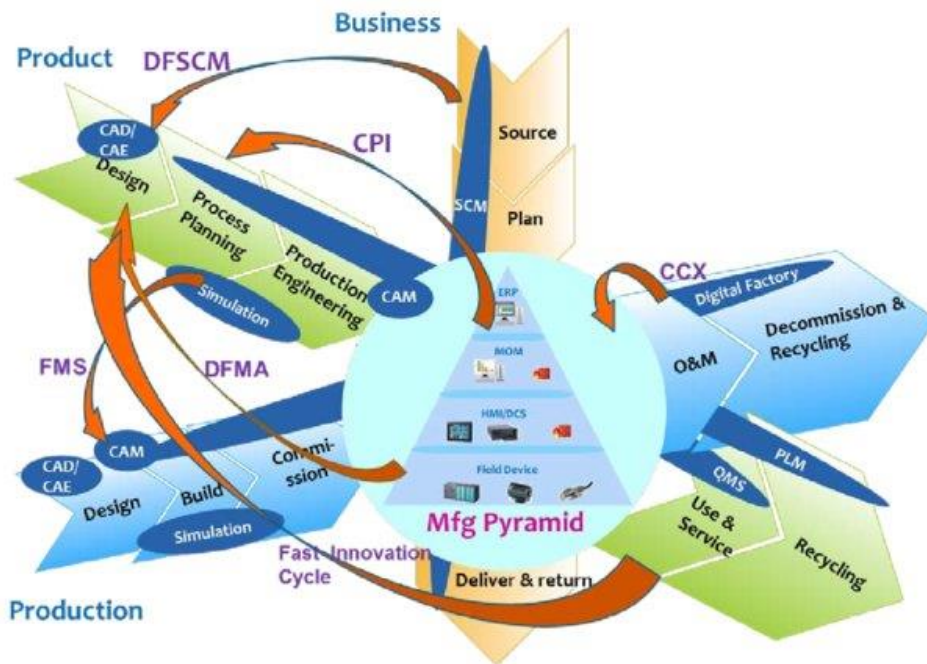 Business
Product
DFSCM
CAD/
CAE
Design
CPI
Source
Process
Planning
SCM
Plan
Production
Engineering
CAM
Simulation
CCX
Digital Factory
O&M
Decommission &
Recycling
ERP
MOM
HMI/DCS
Field Device
Mfg Pyramid
FMS
DFMA
CAM
CAD/
CAE
Design
Build
Commi-
ssion
Simulation
Fast-Innovation
Cycle
Production
Deliver & return
QMS
PLM
Use &
Service
Recycling